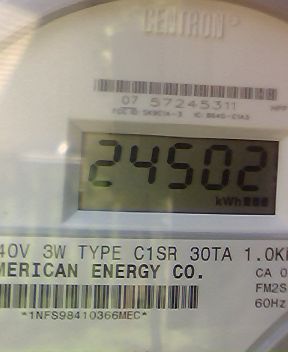 CENTRON
07 57245311
24502
kWh
40V 3W TYPE C1SR 30TA 1.0K
MERICAN ENERGY CO.
CA 0
FM2S
60Hz
*1NFS98410366MEC*